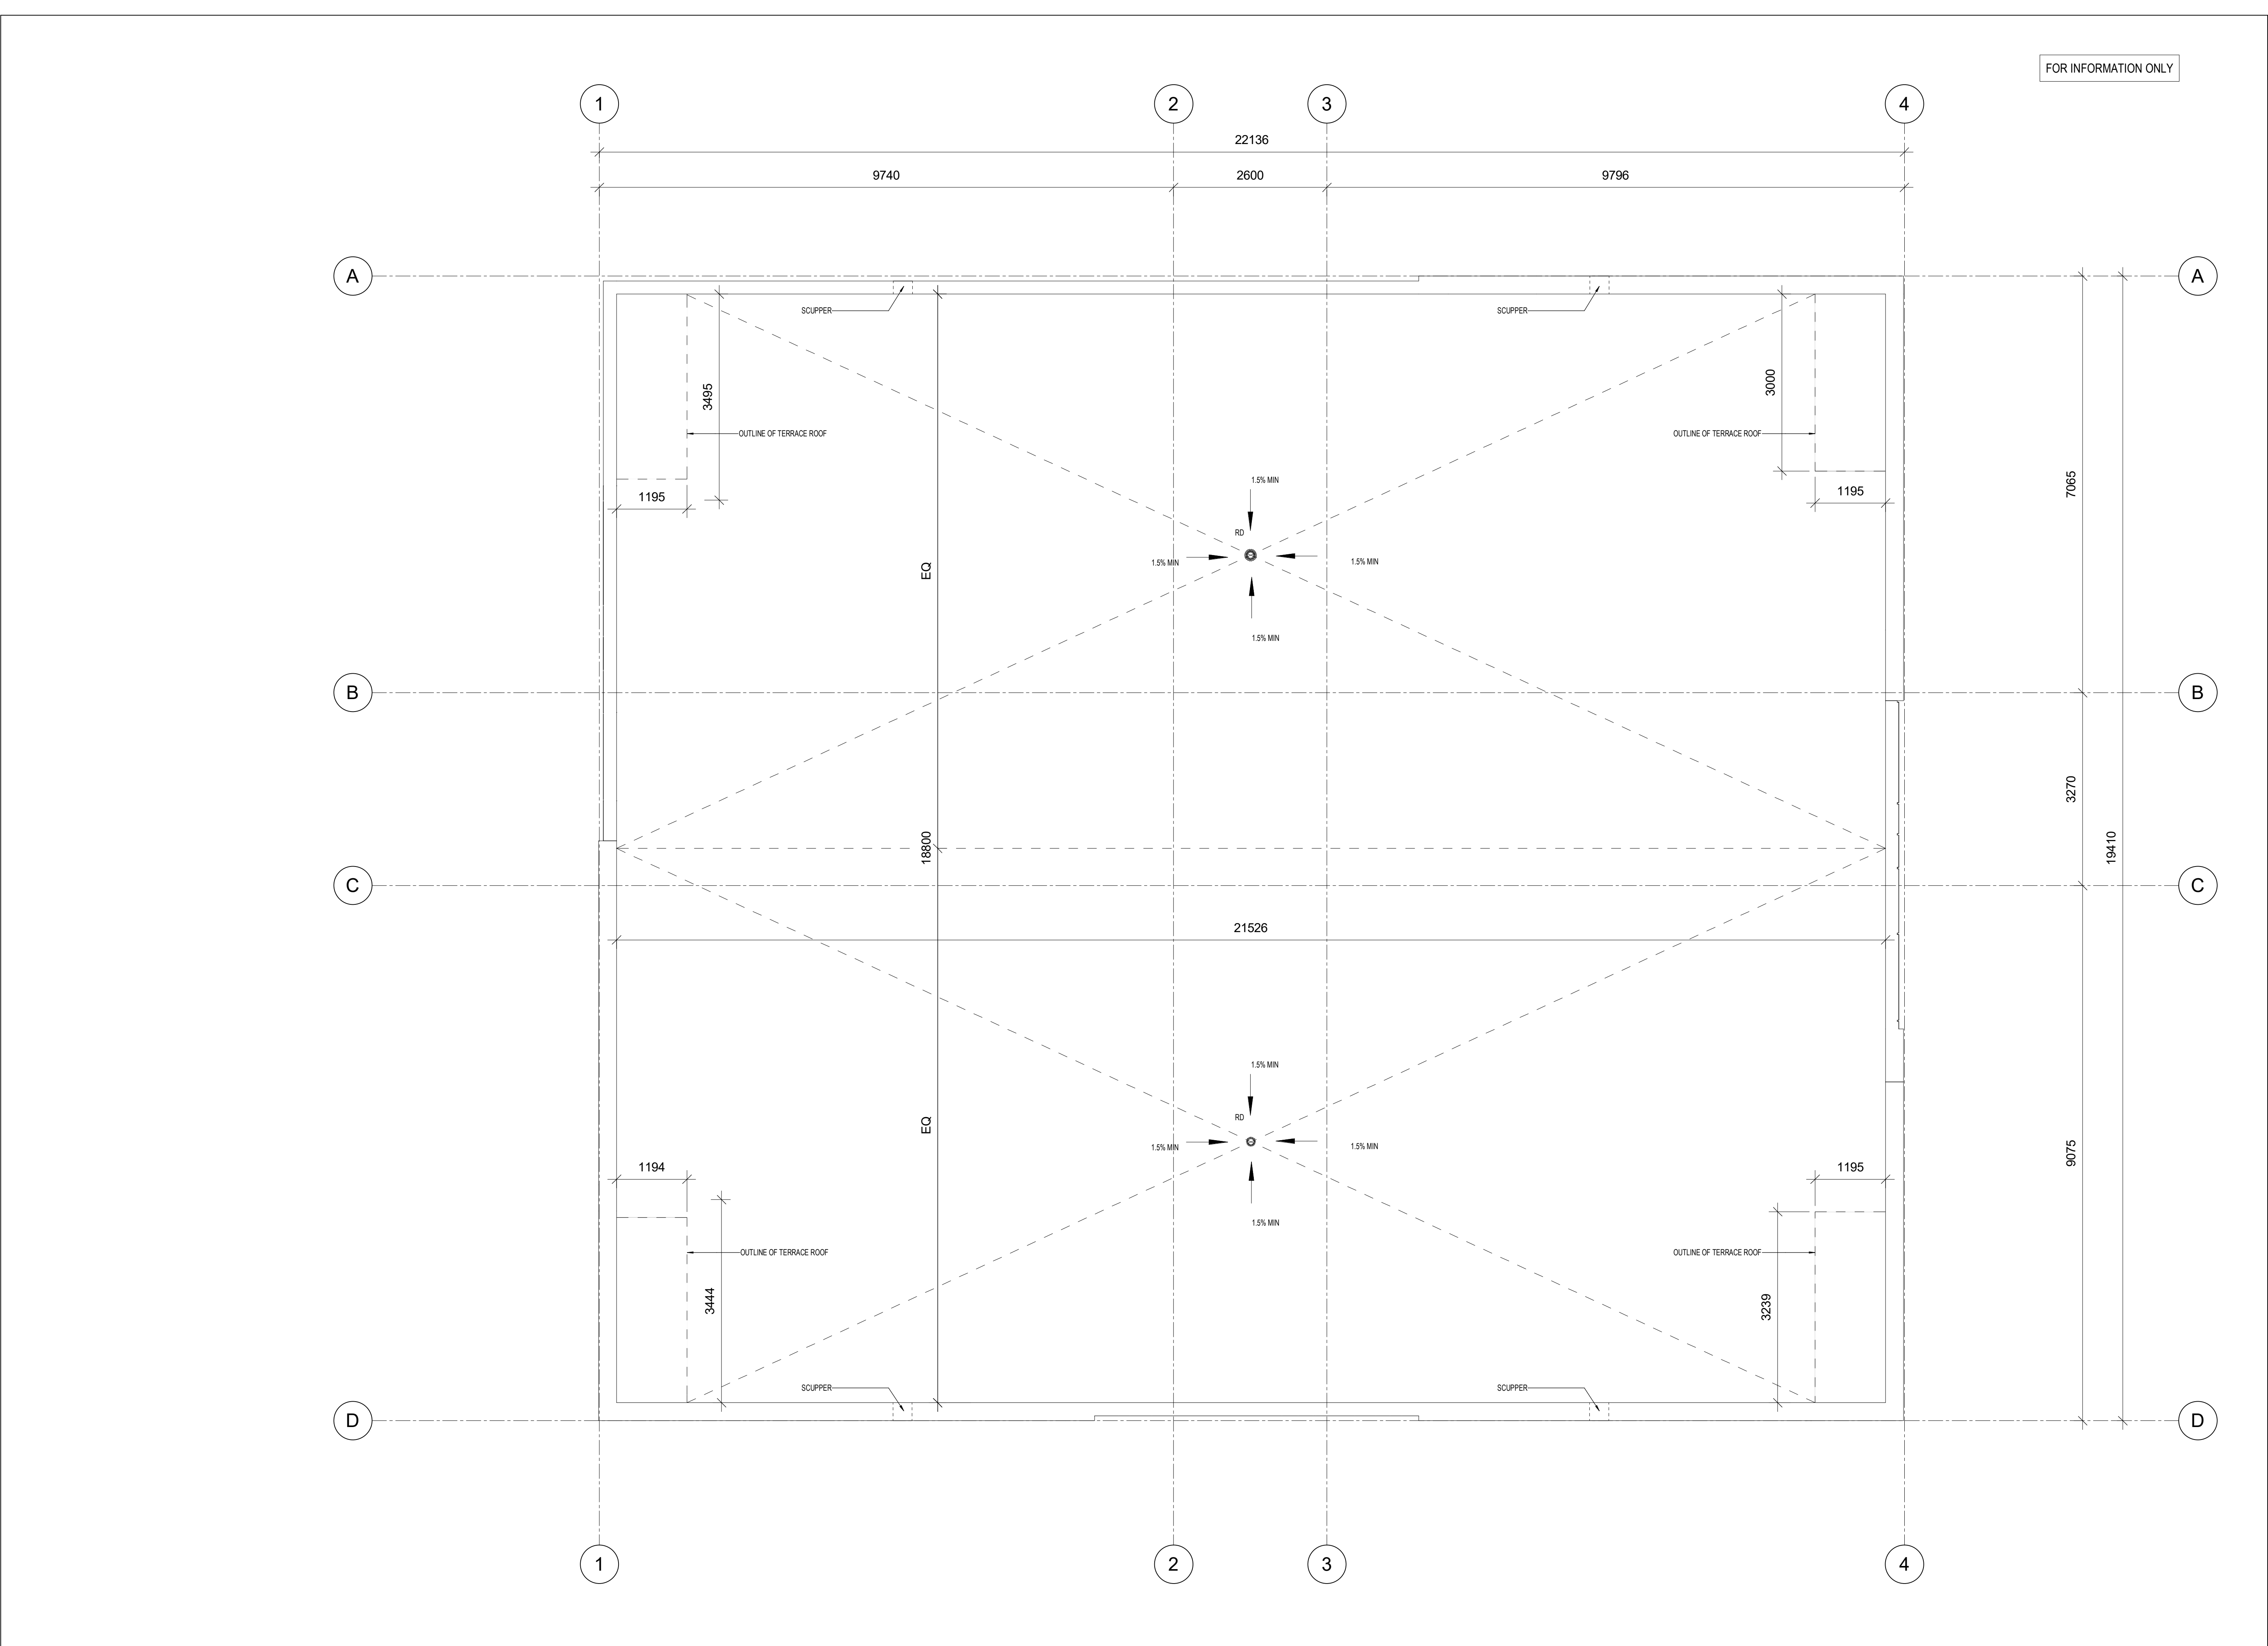 FOR INFORMATION ONLY
1
2
3
4
22136
9740
2600
9796
A
A
SCUPPER
SCUPPER
3495
3000
OUTLINE OF TERRACE ROOF
OUTLINE OF TERRACE ROOF
7065
1195
1195
1.5% MIN
RD
1.5% MIN
1.5% MIN
EQ
1.5% MIN
B
B
3270
18800
19410
C
C
21526
1.5% MIN
RD
EQ
1.5% MIN
1.5% MIN
9075
1194
1195
1.5% MIN
OUTLINE OF TERRACE ROOF
OUTLINE OF TERRACE ROOF
3444
3239
SCUPPER
SCUPPER
D
D
1
2
3
4